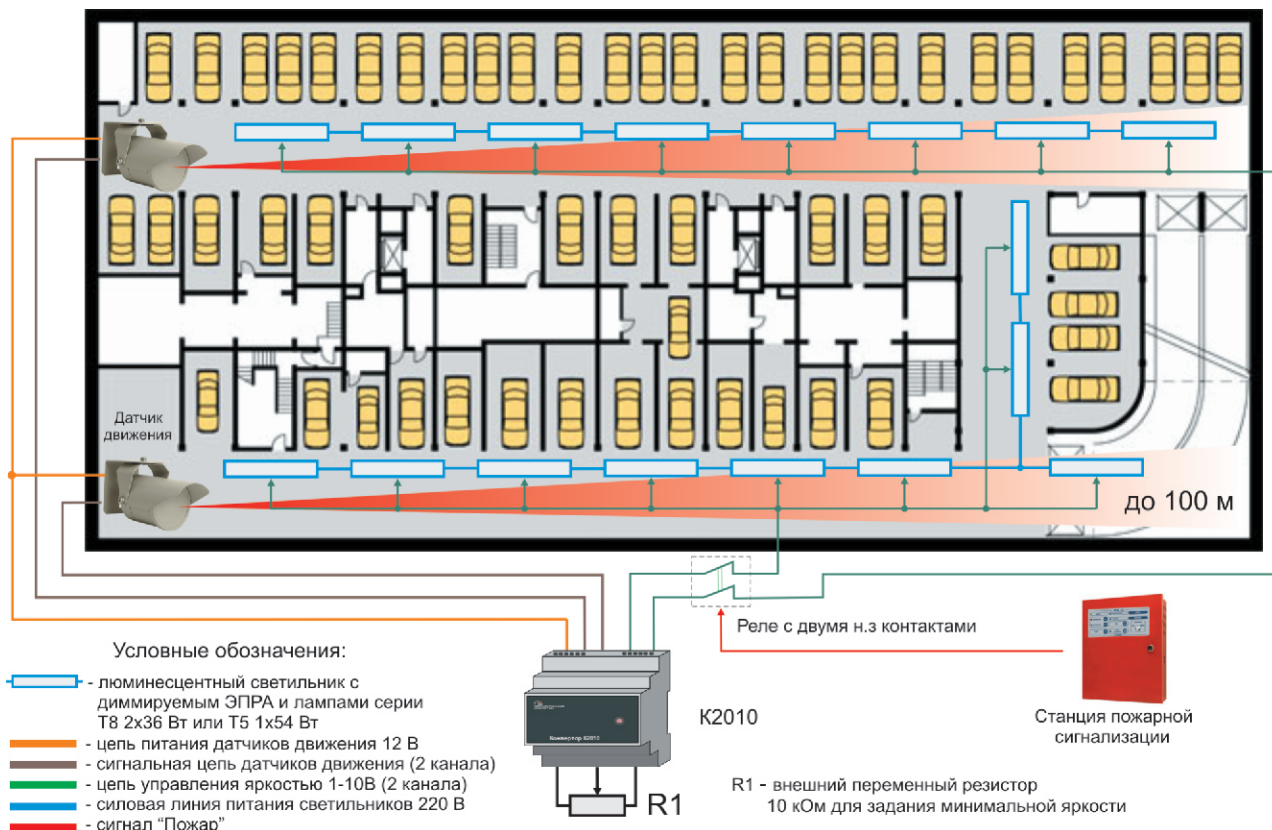 Датчик
движения
до 100 м
Реле с двумя н.з контактами
Условные обозначения:
- люминесцентный светильник с
диммируемым ЭПРА и лампами серии
Т8 2х36 Вт или Т5 1х54 Вт
- цепь питания датчиков движения 12 В
- сигнальная цепь датчиков движения (2 канала)
- цепь управления яркостью 1-10В (2 канала)
- силовая линия питания светильников 220 В
- сигнал “Пожар”
Конвертор К2010
К2010
R1
Станция пожарной
сигнализации
R1 - внешний переменный резистор
10 кОм для задания минимальной яркости